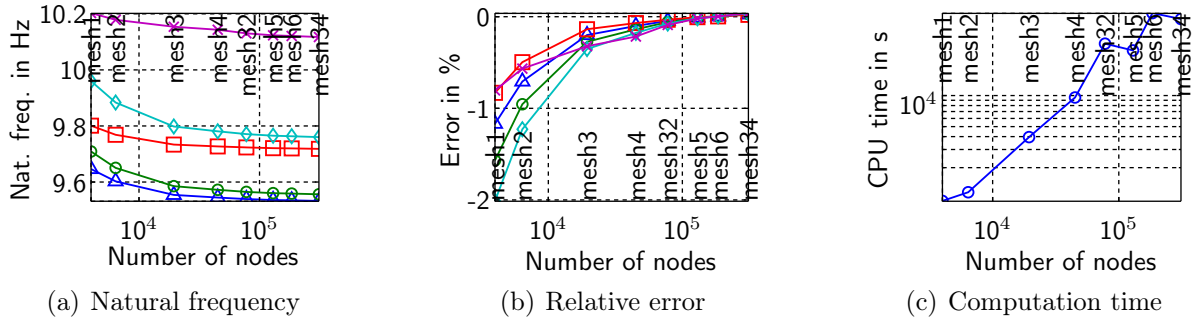 10.2
10
9.8
9.6
Nat. freq. in Hz
mesh1
mesh2
mesh3
mesh4
mesh32
mesh5
mesh6
mesh34
10^4
10^5
Number of nodes
(a) Natural frequency
0
-1
-2
Error in %
mesh1
mesh2
mesh3
mesh4
mesh32
mesh5
mesh6
mesh34
10^4
10^5
Number of nodes
(b) Relative error
10^4
CPU time in s
mesh1
mesh2
mesh3
mesh4
mesh32
mesh5
mesh6
mesh34
10^4
10^5
Number of nodes
(c) Computation time